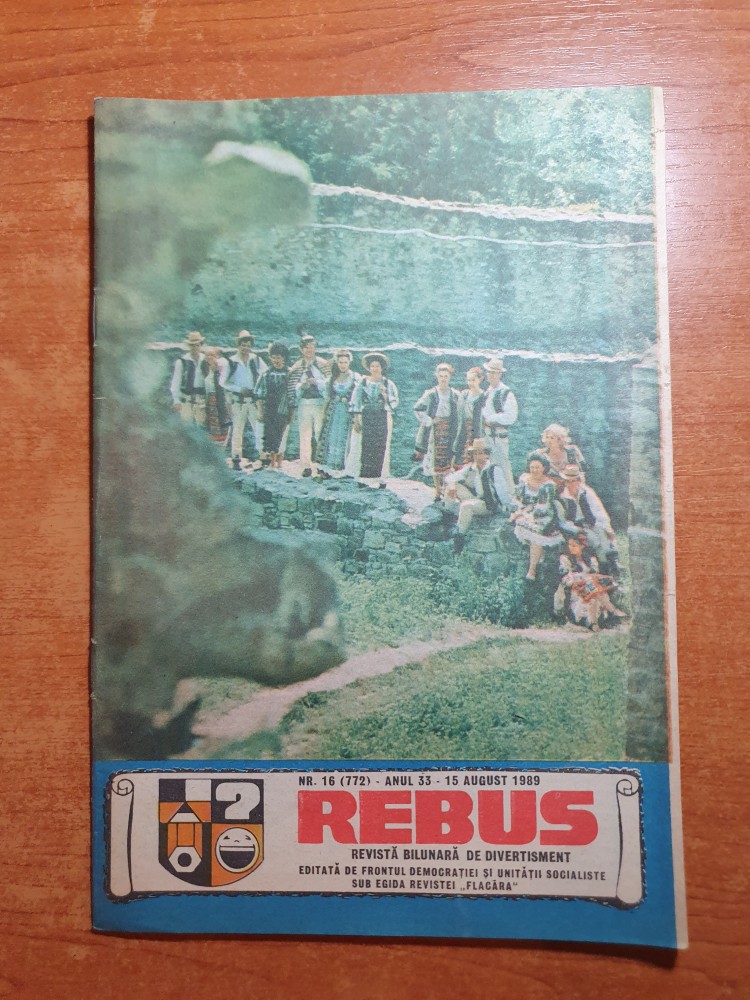 NR. 16 (772) - ANUL 33 - 15 AUGUST 1989
?
REBUS
REVISTĂ BILUNARĂ DE DIVERTISMENT
EDITATĂ DE FRONTUL DEMOCRAȚIEI ȘI UNITĂȚII SOCIALISTE
SUB EGIDA REVISTEI „FLACĂRA“